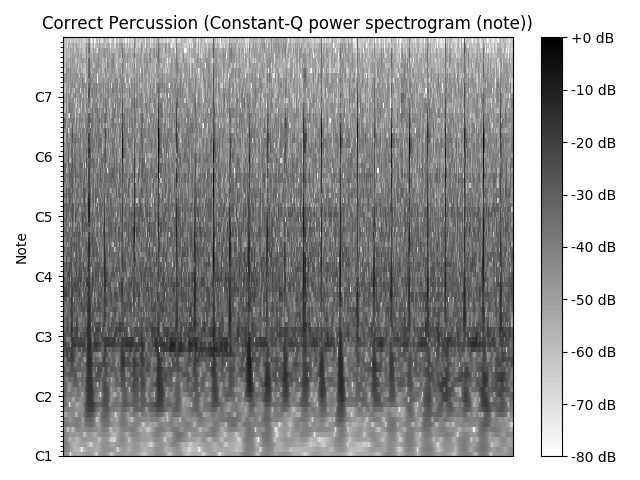 Correct Percussion (Constant-Q power spectrogram (note))
Note
C7
C6
C5
C4
C3
C2
C1
+0 dB
-10 dB
-20 dB
-30 dB
-40 dB
-50 dB
-60 dB
-70 dB
-80 dB